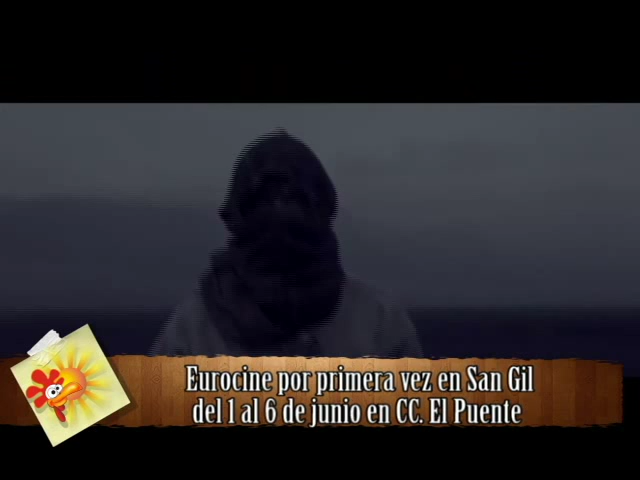 Eurocine por primera vez en San Gil
del 1 al 6 de junio en CC. El Puente